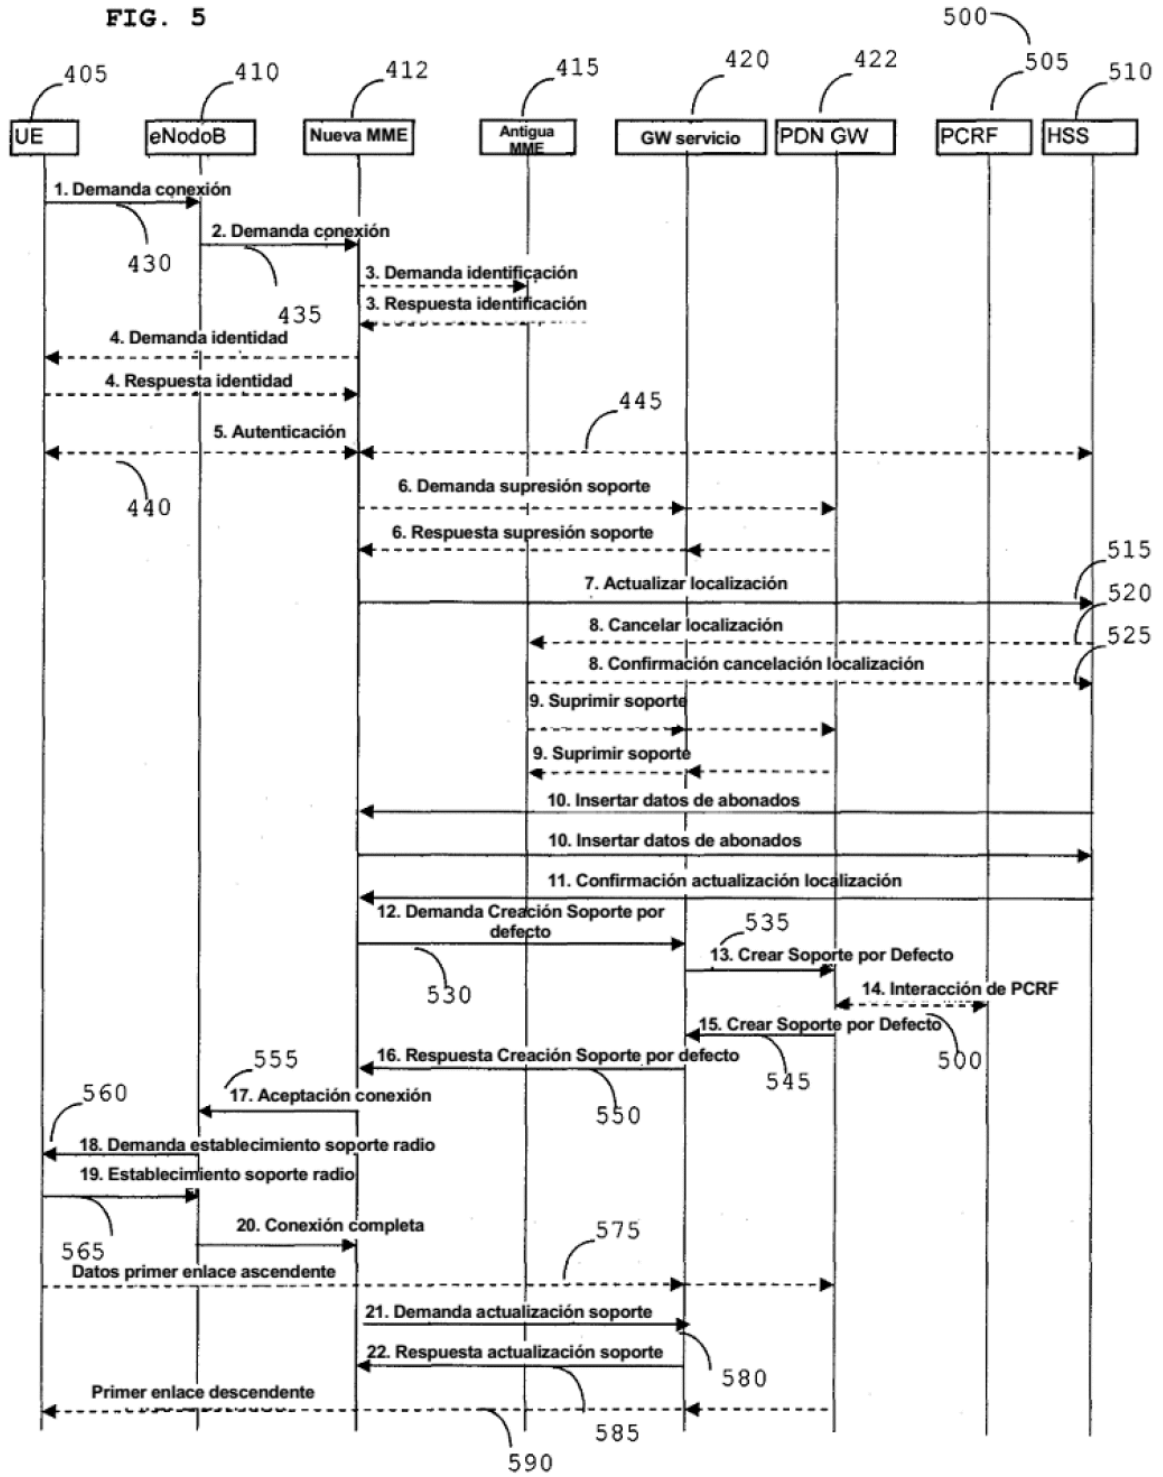 FIG. 5
500
405
410
412
415
420
422
505
510
UE
eNodoB
Nueva MME
Antigua
MME
GW servicio
PDN GW
PCRF
HSS
1. Demanda conexión
430
2. Demanda conexión
435
3. Demanda identificación
3. Respuesta identificación
4. Demanda identidad
4. Respuesta identidad
445
5. Autenticación
440
6. Demanda supresión soporte
6. Respuesta supresión soporte
515
7. Actualizar localización
520
8. Cancelar localización
525
8. Confirmación cancelación localización
9. Suprimir soporte
9. Suprimir soporte
10. Insertar datos de abonados
10. Insertar datos de abonados
11. Confirmación actualización localización
12. Demanda Creación Soporte por
defecto
530
535
13. Crear Soporte por Defecto
14. Interacción de PCRF
500
15. Crear Soporte por Defecto
545
16. Respuesta Creación Soporte por defecto
550
555
17. Aceptación conexión
560
18. Demanda establecimiento soporte radio
19. Establecimiento soporte radio
565
20. Conexión completa
575
Datos primer enlace ascendente
21. Demanda actualización soporte
580
22. Respuesta actualización soporte
585
Primer enlace descendente
590